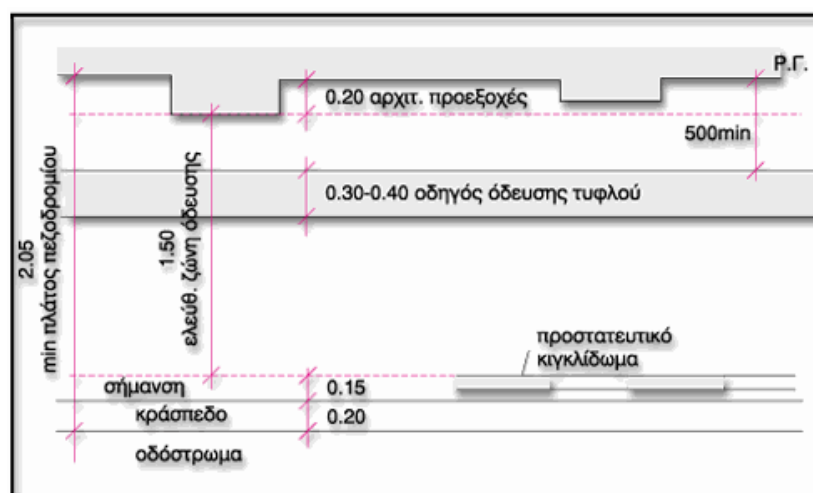 Ρ.Γ.
0.20 αρχιτ. προεξοχές
500min
0.30-0.40 οδηγός όδευσης τυφλού
2.05
min πλάτος πεζοδρομίου
1.50
ελεύθ. ζώνη όδευσης
προστατευτικό
κιγκλίδωμα
σήμανση 0.15
κράσπεδο 0.20
οδόστρωμα